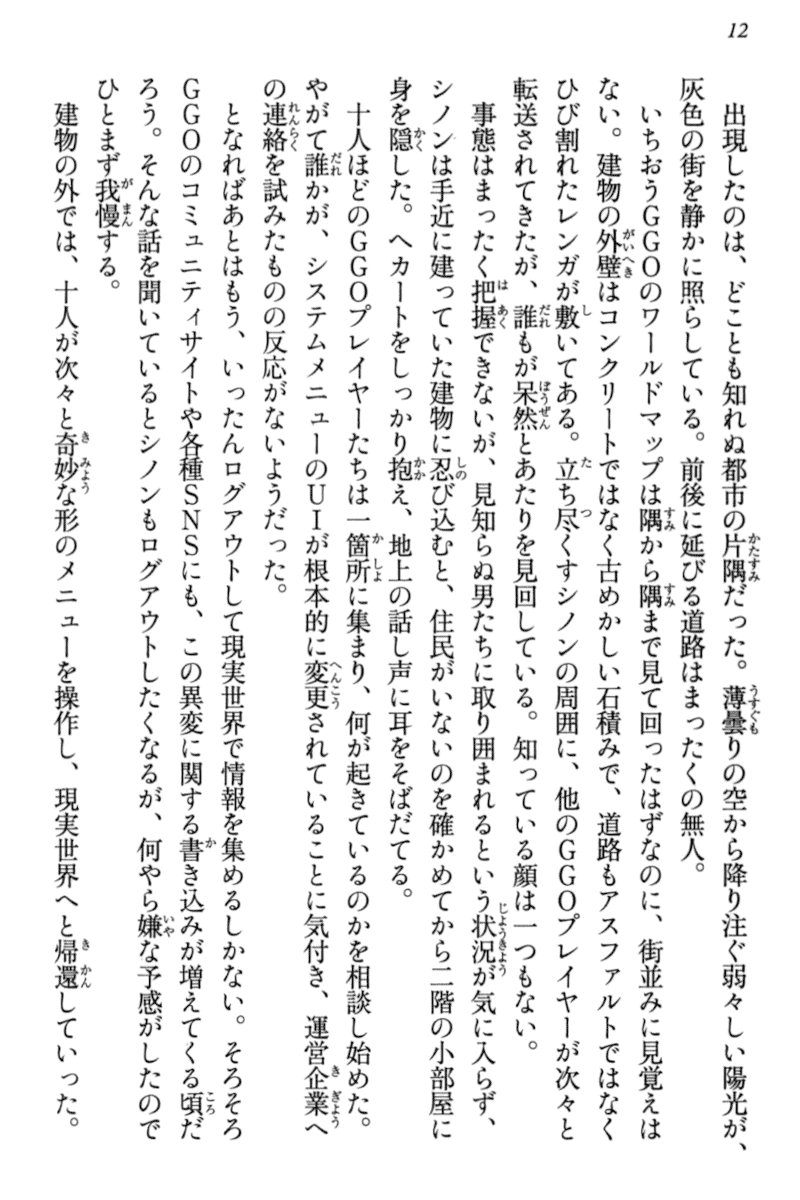 12
出現したのは、どことも知れぬ都市の片隅だった。薄曇りの空から降り注ぐ弱々しい陽光が、
灰色の街を静かに照らしている。前後に延びる道路はまったくの無人。
いちおうGGOのワールドマップは隅から隅まで見て回ったはずなのに、街並みに見覚えは
ない。建物の外壁はコンクリートではなく古めかしい石積みで、道路もアスファルトではなく
ひび割れたレンガが敷いてある。立ち尽くすシノンの周囲に、他のGGOプレイヤーが次々と
転送されてきたが、誰もが呆然とあたりを見回している。知っている顔は一つもない。
事態はまったく把握できないが、見知らぬ男たちに取り囲まれるという状況が気に入らず、
シノンは手近に建っていた建物に忍び込むと、住民がいないのを確かめてから二階の小部屋に
身を隠した。ヘカートをしっかり抱え、地上の話し声に耳をそばだてる。
十人ほどのGGOプレイヤーたちは一箇所に集まり、何が起きているのかを相談し始めた。
やがて誰かが、システムメニューのUIが根本的に変更されていることに気付き、運営企業へ
の連絡を試みたものの反応がないようだった。
となればあとはもう、いったんログアウトして現実世界で情報を集めるしかない。そろそろ
GGOのコミュニティサイトや各種SNSにも、この異変に関する書き込みが増えてくる頃だ
ろう。そんな話を聞いているとシノンもログアウトしたくなるが、何やら嫌な予感がしたので
ひとまず我慢する。
建物の外では、十人が次々と奇妙な形のメニューを操作し、現実世界へと帰還していった。